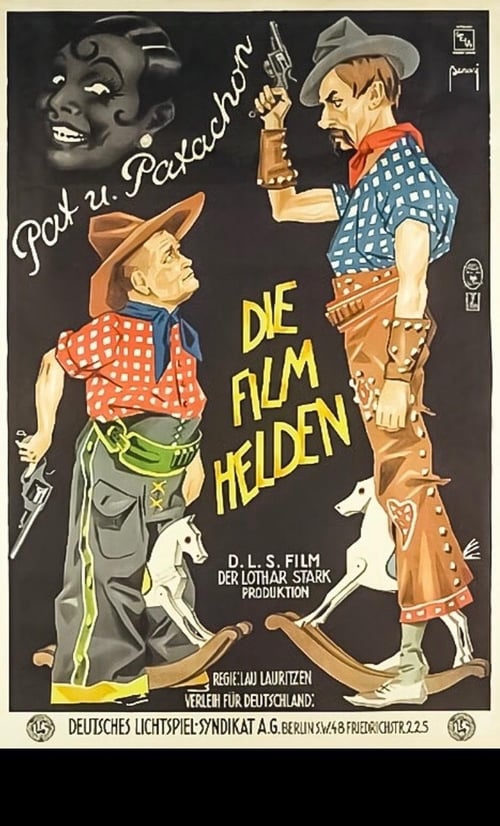 Pat u. Patachon
DIE
FILM
HELDEN
D.L.S. FILM
DER LOTHAR STARK
PRODUKTION
REGIE: LAU LAURITZEN
VERLEIH FÜR DEUTSCHLAND:
DEUTSCHES LICHTSPIEL-SYNDIKAT A.G. BERLIN S.W.48 FRIEDRICHSTR. 225